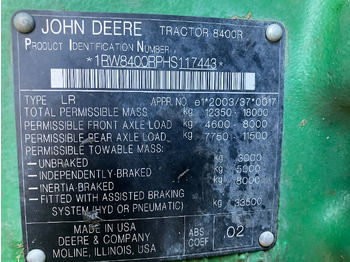 JOHN DEERE TRACTOR 8400R
PRODUCT IDENTIFICATION NUMBER
*1RW8400RPHS117443*
TYPE LR APPR.NO e1*2003/37*0017
TOTAL PERMISSIBLE MASS kg 12350 - 18000
PERMISSIBLE FRONT AXLE LOAD kg 4600 - 8000
PERMISSIBLE REAR AXLE LOAD kg 7750 - 11500
PERMISSIBLE TOWABLE MASS:
- UNBRAKED kg 3000
- INDEPENDENTLY-BRAKED kg 6000
- INERTIA-BRAKED kg 8000
- FITTED WITH ASSISTED BRAKING
SYSTEM (HYD OR PNEUMATIC) kg 33500
MADE IN USA
DEERE & COMPANY
MOLINE, ILLINOIS, USA
ABS
COEF .02